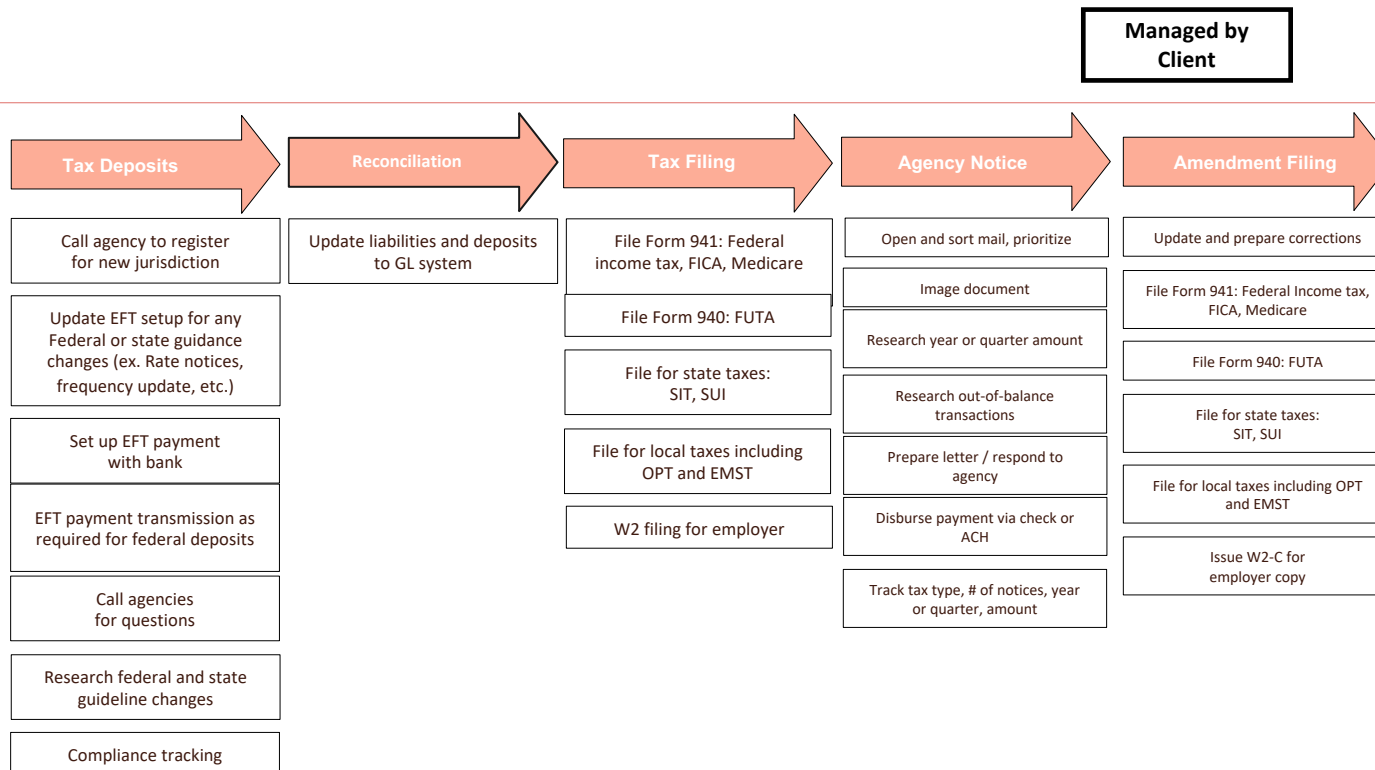 Managed by
Client
Tax Deposits
Reconciliation
Tax Filing
Agency Notice
Amendment Filing
Call agency to register
for new jurisdiction
Update EFT setup for any
Federal or state guidance
changes (ex. Rate notices,
frequency update, etc.)
Set up EFT payment
with bank
EFT payment transmission as
required for federal deposits
Call agencies
for questions
Research federal and state
guideline changes
Compliance tracking
Update liabilities and deposits
to GL system
File Form 941: Federal
income tax, FICA, Medicare
File Form 940: FUTA
File for state taxes:
SIT, SUI
File for local taxes including
OPT and EMST
W2 filing for employer
Open and sort mail, prioritize
Image document
Research year or quarter amount
Research out-of-balance
transactions
Prepare letter / respond to
agency
Disburse payment via check or
ACH
Track tax type, # of notices, year
or quarter, amount
Update and prepare corrections
File Form 941: Federal Income tax,
FICA, Medicare
File Form 940: FUTA
File for state taxes:
SIT, SUI
File for local taxes including OPT
and EMST
Issue W2-C for
employer copy